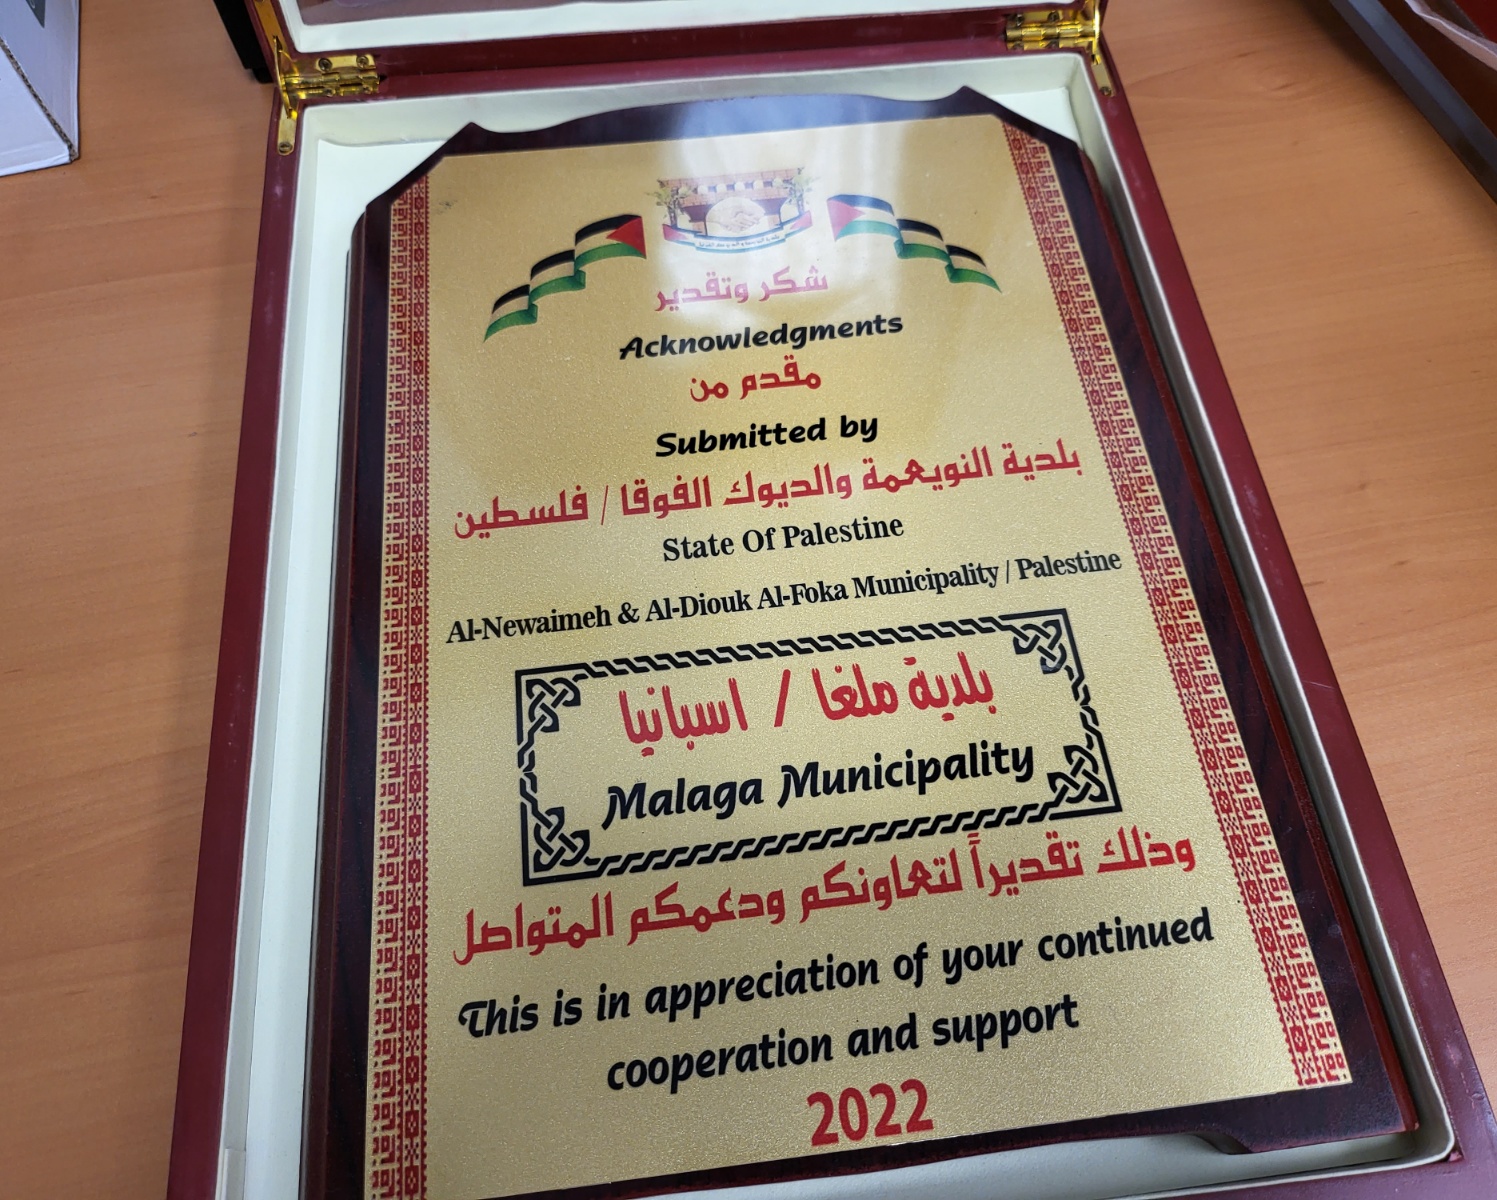 شكر وتقدير
Acknowledgments
مقدم من
Submitted by
بلدية النويعمة والديوك الفوقا / فلسطين
State Of Palestine
Al-Newaimeh & Al-Diouk Al-Foka Municipality / Palestine
بلدية ملغا / اسبانيا
Malaga Municipality
وذلك تقديراً لتعاونكم ودعمكم المتواصل
This is in appreciation of your continued
cooperation and support
2022